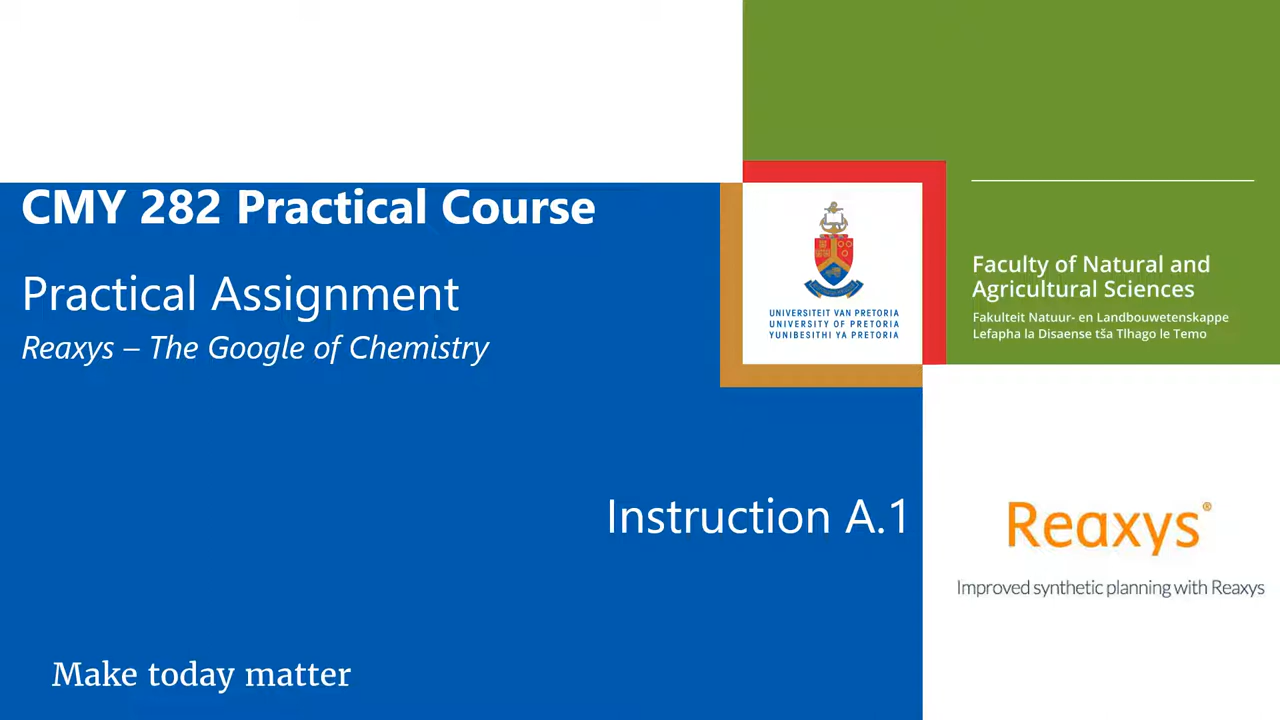 CMY 282 Practical Course
Practical Assignment
Reaxys – The Google of Chemistry
UNIVERSITEIT VAN PRETORIA
UNIVERSITY OF PRETORIA
YUNIBESITHI YA PRETORIA
Faculty of Natural and
Agricultural Sciences
Fakulteit Natuur- en Landbouwetenskappe
Lefapha la Disaense tša Tlhago le Temo
Instruction A.1
Reaxys®
Improved synthetic planning with Reaxys
Make today matter